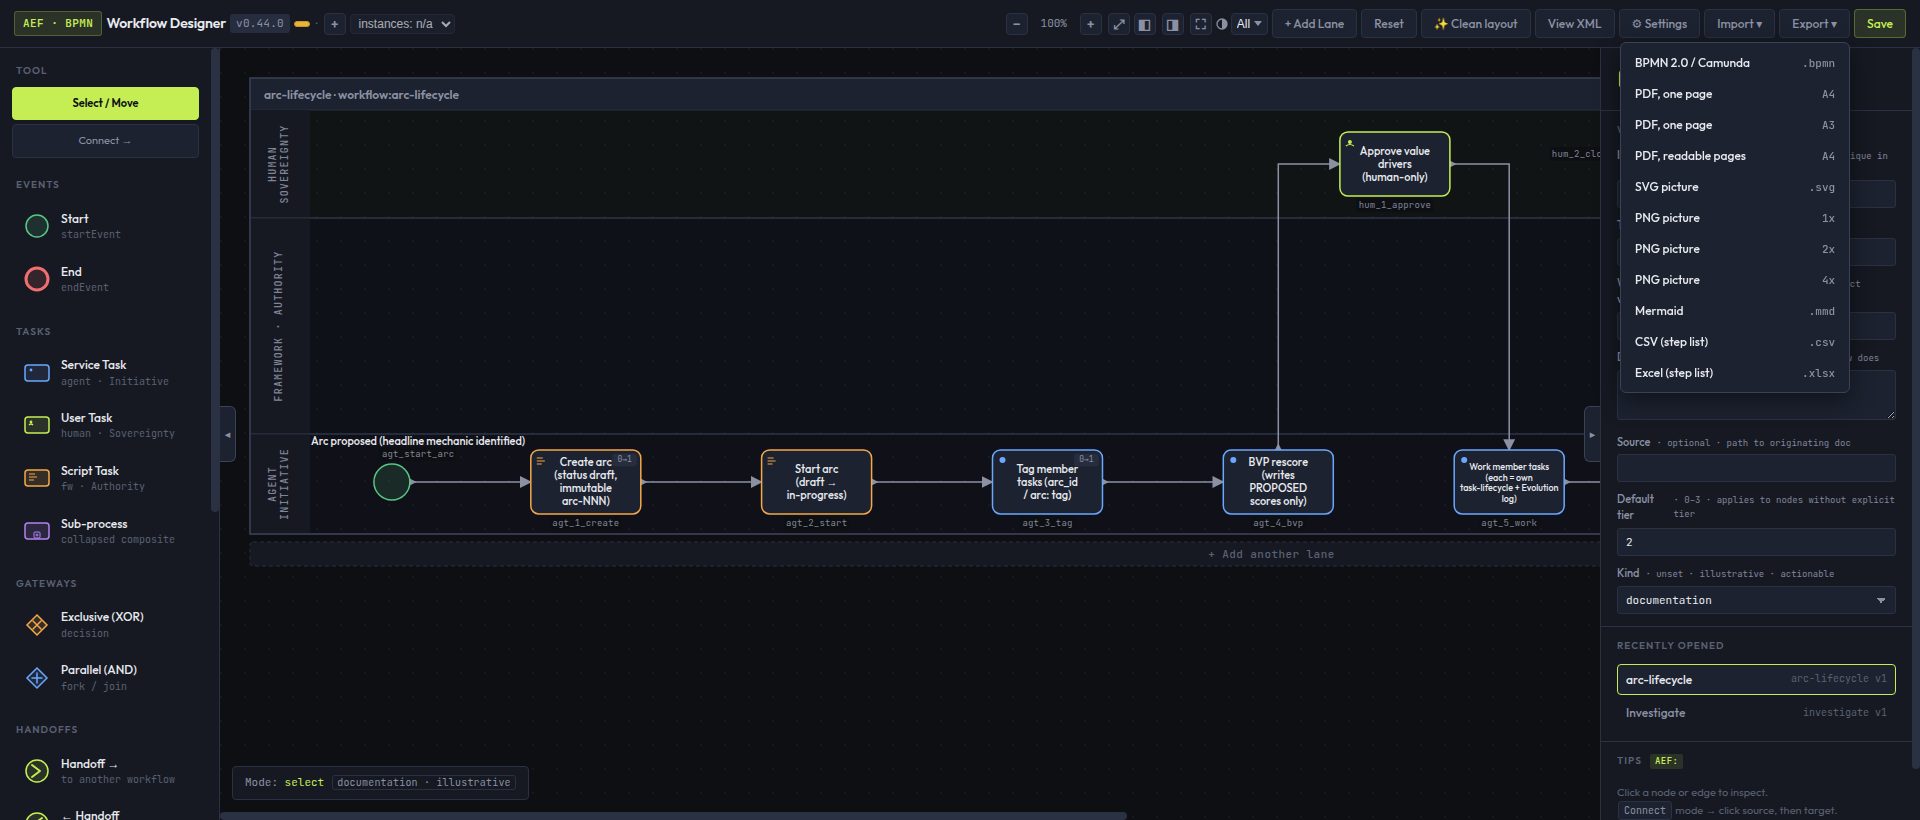 AEF · BPMN Workflow Designer v0.44.0 · + instances: n/a
− 100% + All ▾ + Add Lane Reset ✨ Clean layout View XML ⚙ Settings Import ▾ Export ▾ Save
TOOL
Select / Move
Connect →
EVENTS
Start
startEvent
End
endEvent
TASKS
Service Task
agent · Initiative
User Task
human · Sovereignty
Script Task
fw · Authority
Sub-process
collapsed composite
GATEWAYS
Exclusive (XOR)
decision
Parallel (AND)
fork / join
HANDOFFS
Handoff →
to another workflow
← Handoff
arc-lifecycle · workflow:arc-lifecycle
HUMAN
SOVEREIGNTY
Approve value
drivers
(human-only)
hum_1_approve
hum_2_clo
FRAMEWORK · AUTHORITY
AGENT
INITIATIVE
Arc proposed (headline mechanic identified)
agt_start_arc
Create arc
(status draft,
immutable
arc-NNN)
0→1
agt_1_create
Start arc
(draft →
in-progress)
agt_2_start
Tag member
tasks (arc_id
/ arc: tag)
0→1
agt_3_tag
BVP rescore
(writes
PROPOSED
scores only)
agt_4_bvp
Work member tasks
(each = own
task-lifecycle + Evolution
log)
agt_5_work
+ Add another lane
Mode: select documentation · illustrative
BPMN 2.0 / Camunda .bpmn
PDF, one page A4
PDF, one page A3
PDF, readable pages A4
SVG picture .svg
PNG picture 1x
PNG picture 2x
PNG picture 4x
Mermaid .mmd
CSV (step list) .csv
Excel (step list) .xlsx
ique in
ct
does
Source · optional · path to originating doc
Default tier · 0-3 · applies to nodes without explicit tier
2
Kind · unset · illustrative · actionable
documentation
RECENTLY OPENED
arc-lifecycle arc-lifecycle v1
Investigate investigate v1
TIPS AEF:
Click a node or edge to inspect.
Connect mode → click source, then target.